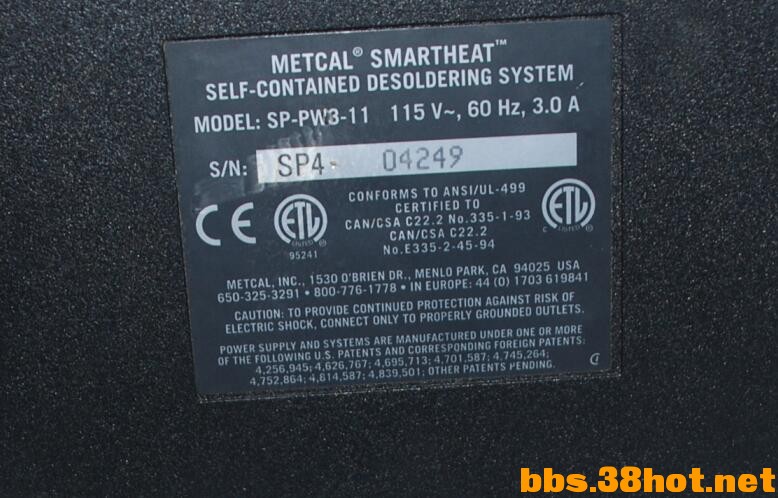 METCAL® SMARTHEAT™
SELF-CONTAINED DESOLDERING SYSTEM
MODEL: SP-PW3-11 115 V~, 60 Hz, 3.0 A
S/N: SP4- 04249
CE
ETL
LISTED
95241
CONFORMS TO ANSI/UL-499
CERTIFIED TO
CAN/CSA C22.2 No.335-1-93
CAN/CSA C22.2
No.E335-2-45-94
C ETL
LISTED
METCAL, INC., 1530 O'BRIEN DR., MENLO PARK, CA 94025 USA
650-325-3291 • 800-776-1778 • IN EUROPE: 44 (0) 1703 619841
CAUTION: TO PROVIDE CONTINUED PROTECTION AGAINST RISK OF
ELECTRIC SHOCK, CONNECT ONLY TO PROPERLY GROUNDED OUTLETS.
POWER SUPPLY AND SYSTEMS ARE MANUFACTURED UNDER ONE OR MORE
OF THE FOLLOWING U.S. PATENTS AND CORRESPONDING FOREIGN PATENTS:
4,256,945; 4,626,767; 4,695,713; 4,701,587; 4,745,264;
4,752,864; 4,814,587; 4,839,501; OTHER PATENTS PENDING.
bbs.38hot.net